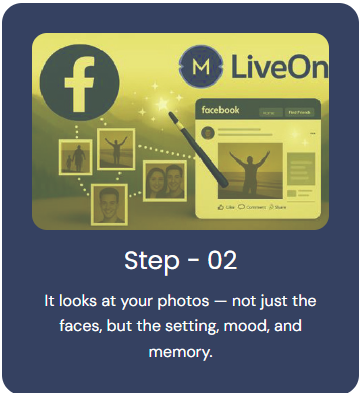 f
M LiveOn
facebook
Home Find Friends
M
Like Comment Share
Step - 02
It looks at your photos — not just the
faces, but the setting, mood, and
memory.